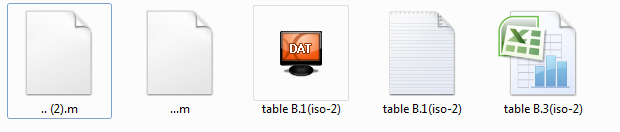 DAT
.. (2).m
...m
table B.1(iso-2)
table B.1(iso-2)
table B.3(iso-2)